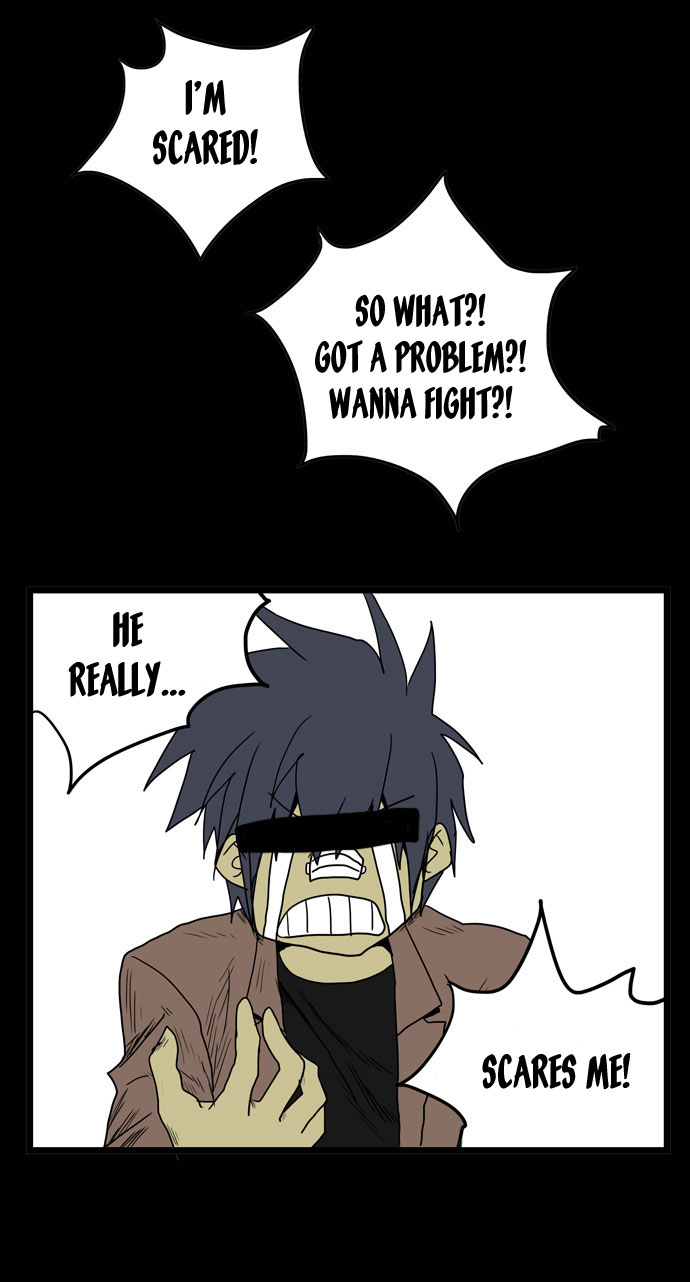 I'M
SCARED!
SO WHAT?!
GOT A PROBLEM?!
WANNA FIGHT?!
HE
REALLY...
SCARES ME!